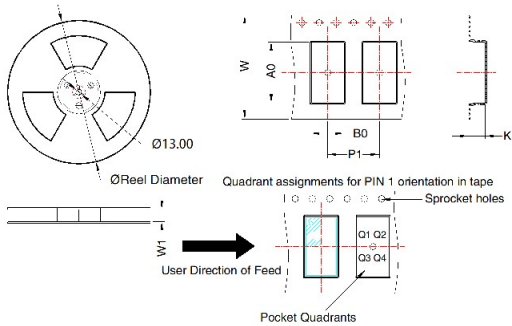 W
A0
K
B0
P1
Ø13.00
ØReel Diameter
Quadrant assignments for PIN 1 orientation in tape
Sprocket holes
W1
User Direction of Feed
Q1 Q2
Q3 Q4
Pocket Quadrants